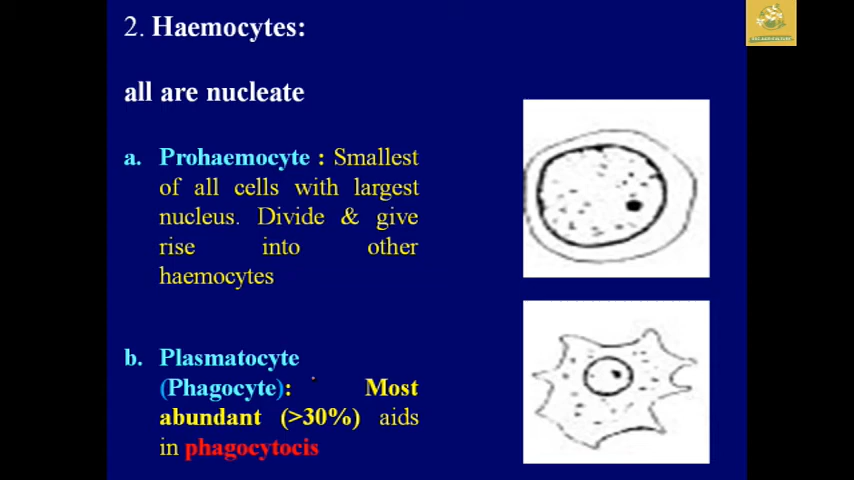 2. Haemocytes:
all are nucleate
a. Prohaemocyte : Smallest
of all cells with largest
nucleus. Divide & give
rise into other
haemocytes
b. Plasmatocyte
(Phagocyte): Most
abundant (>30%) aids
in phagocytocis